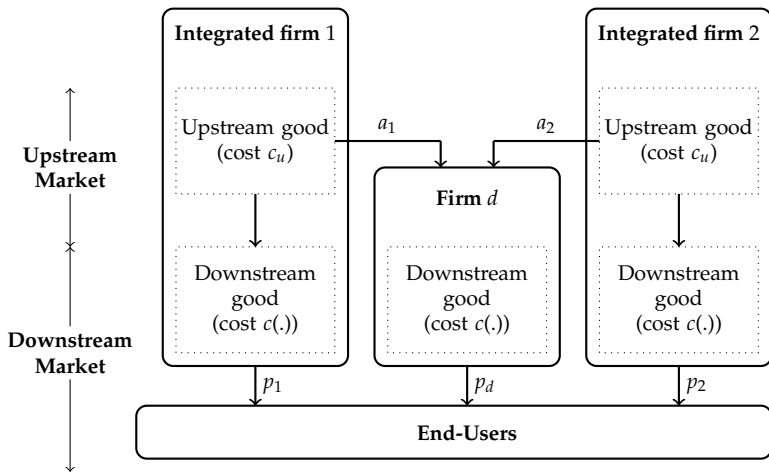 Integrated firm 1
Integrated firm 2
Upstream good
(cost c_u)
a_1
a_2
Upstream good
(cost c_u)
Upstream
Market
Firm d
Downstream
good
(cost c(.))
Downstream
good
(cost c(.))
Downstream
good
(cost c(.))
Downstream
Market
p_1
p_d
p_2
End-Users